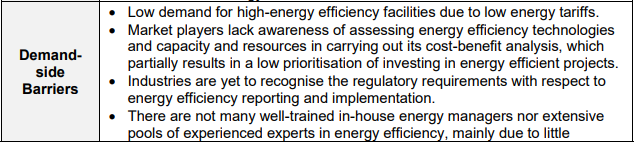 Demand-
side
Barriers
• Low demand for high-energy efficiency facilities due to low energy tariffs.
• Market players lack awareness of assessing energy efficiency technologies
and capacity and resources in carrying out its cost-benefit analysis, which
partially results in a low prioritisation of investing in energy efficient projects.
• Industries are yet to recognise the regulatory requirements with respect to
energy efficiency reporting and implementation.
• There are not many well-trained in-house energy managers nor extensive
pools of experienced experts in energy efficiency, mainly due to little